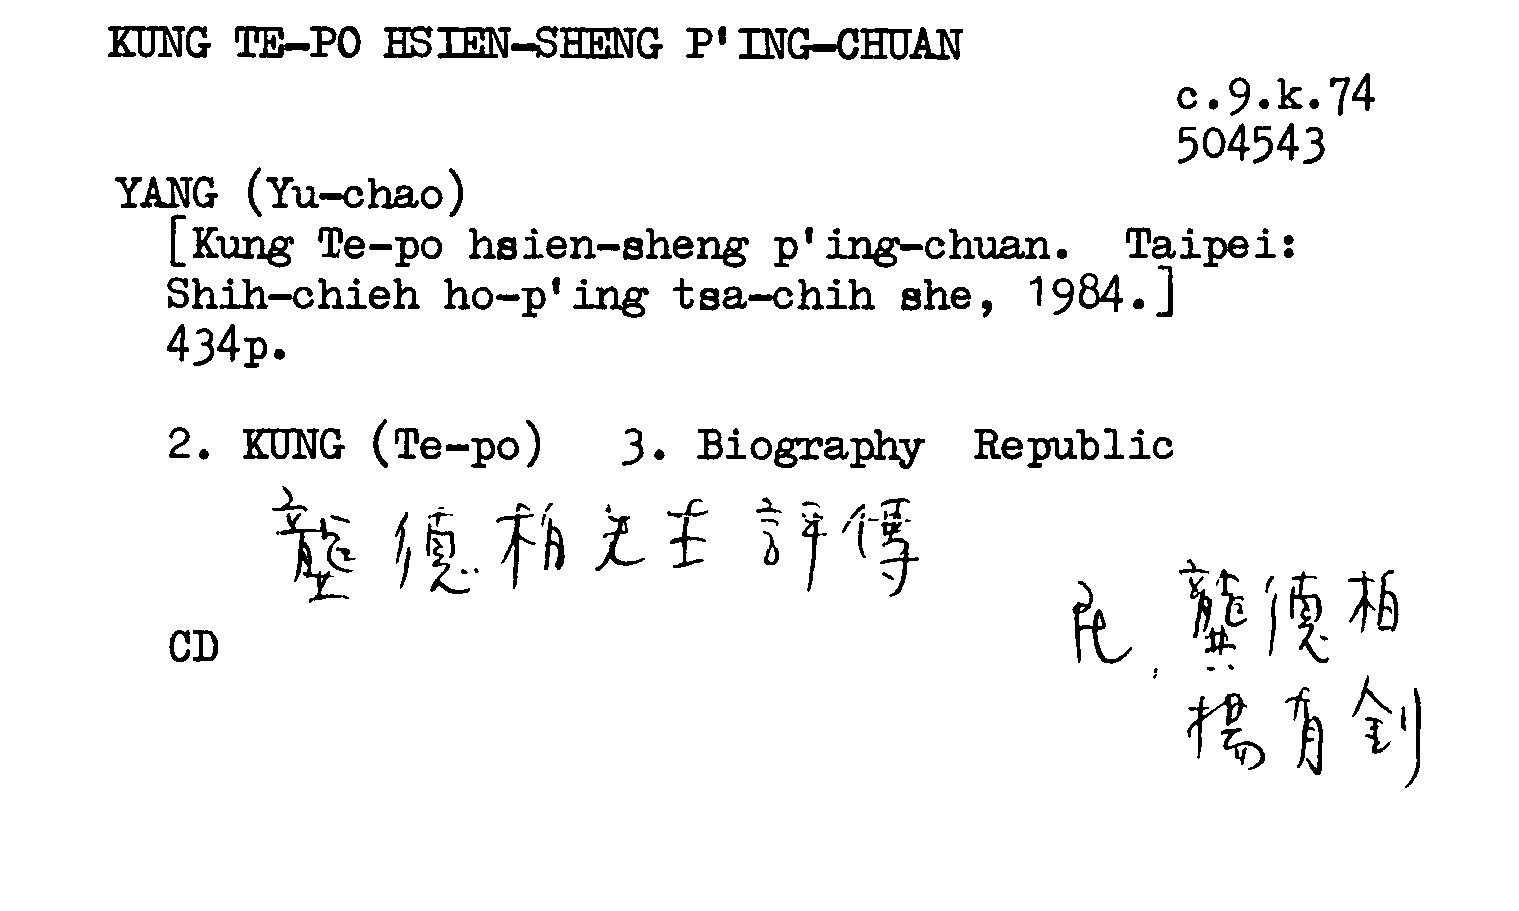 KUNG TE-PO HSIEN-SHENG P'ING-CHUAN
c.9.k.74
504543
YANG (Yu-chao)
[Kung Te-po hsien-sheng p'ing-chuan. Taipei:
Shih-chieh ho-p'ing tsa-chih she, 1984.]
434p.
2. KUNG (Te-po) 3. Biography Republic
龔德柏先生評傳
CD
民, 龔德柏
楊有釗